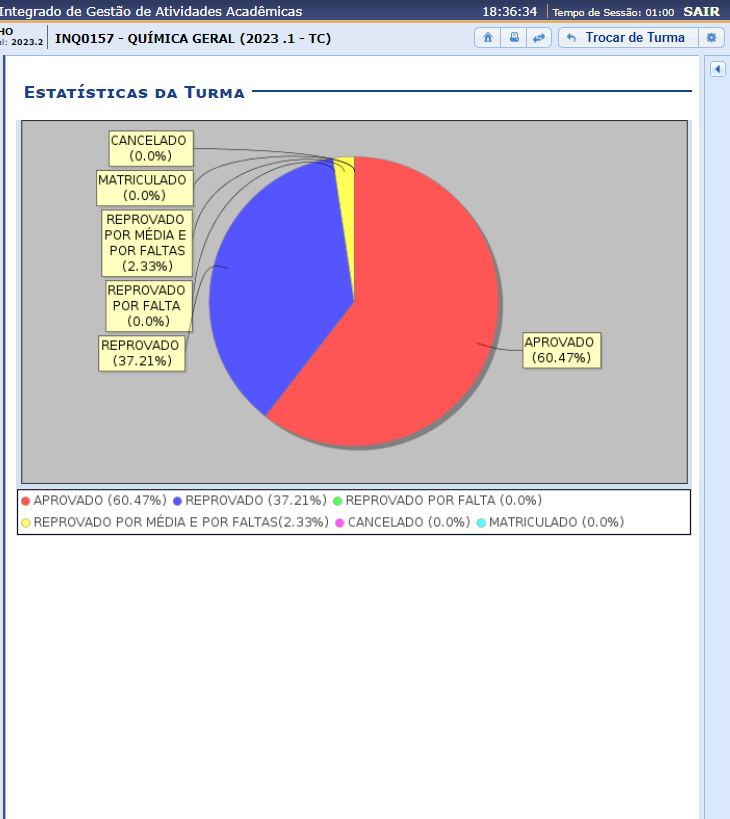 Integrado de Gestão de Atividades Acadêmicas 18:36:34 Tempo de Sessão: 01:00 SAIR
HO
el: 2023.2
INQ0157 - QUÍMICA GERAL (2023 .1 - TC)
Trocar de Turma
Estatísticas da Turma
CANCELADO
(0.0%)
MATRICULADO
(0.0%)
REPROVADO
POR MÉDIA E
POR FALTAS
(2.33%)
REPROVADO
POR FALTA
(0.0%)
REPROVADO
(37.21%)
APROVADO
(60.47%)
APROVADO (60.47%) REPROVADO (37.21%) REPROVADO POR FALTA (0.0%)
REPROVADO POR MÉDIA E POR FALTAS(2.33%) CANCELADO (0.0%) MATRICULADO (0.0%)